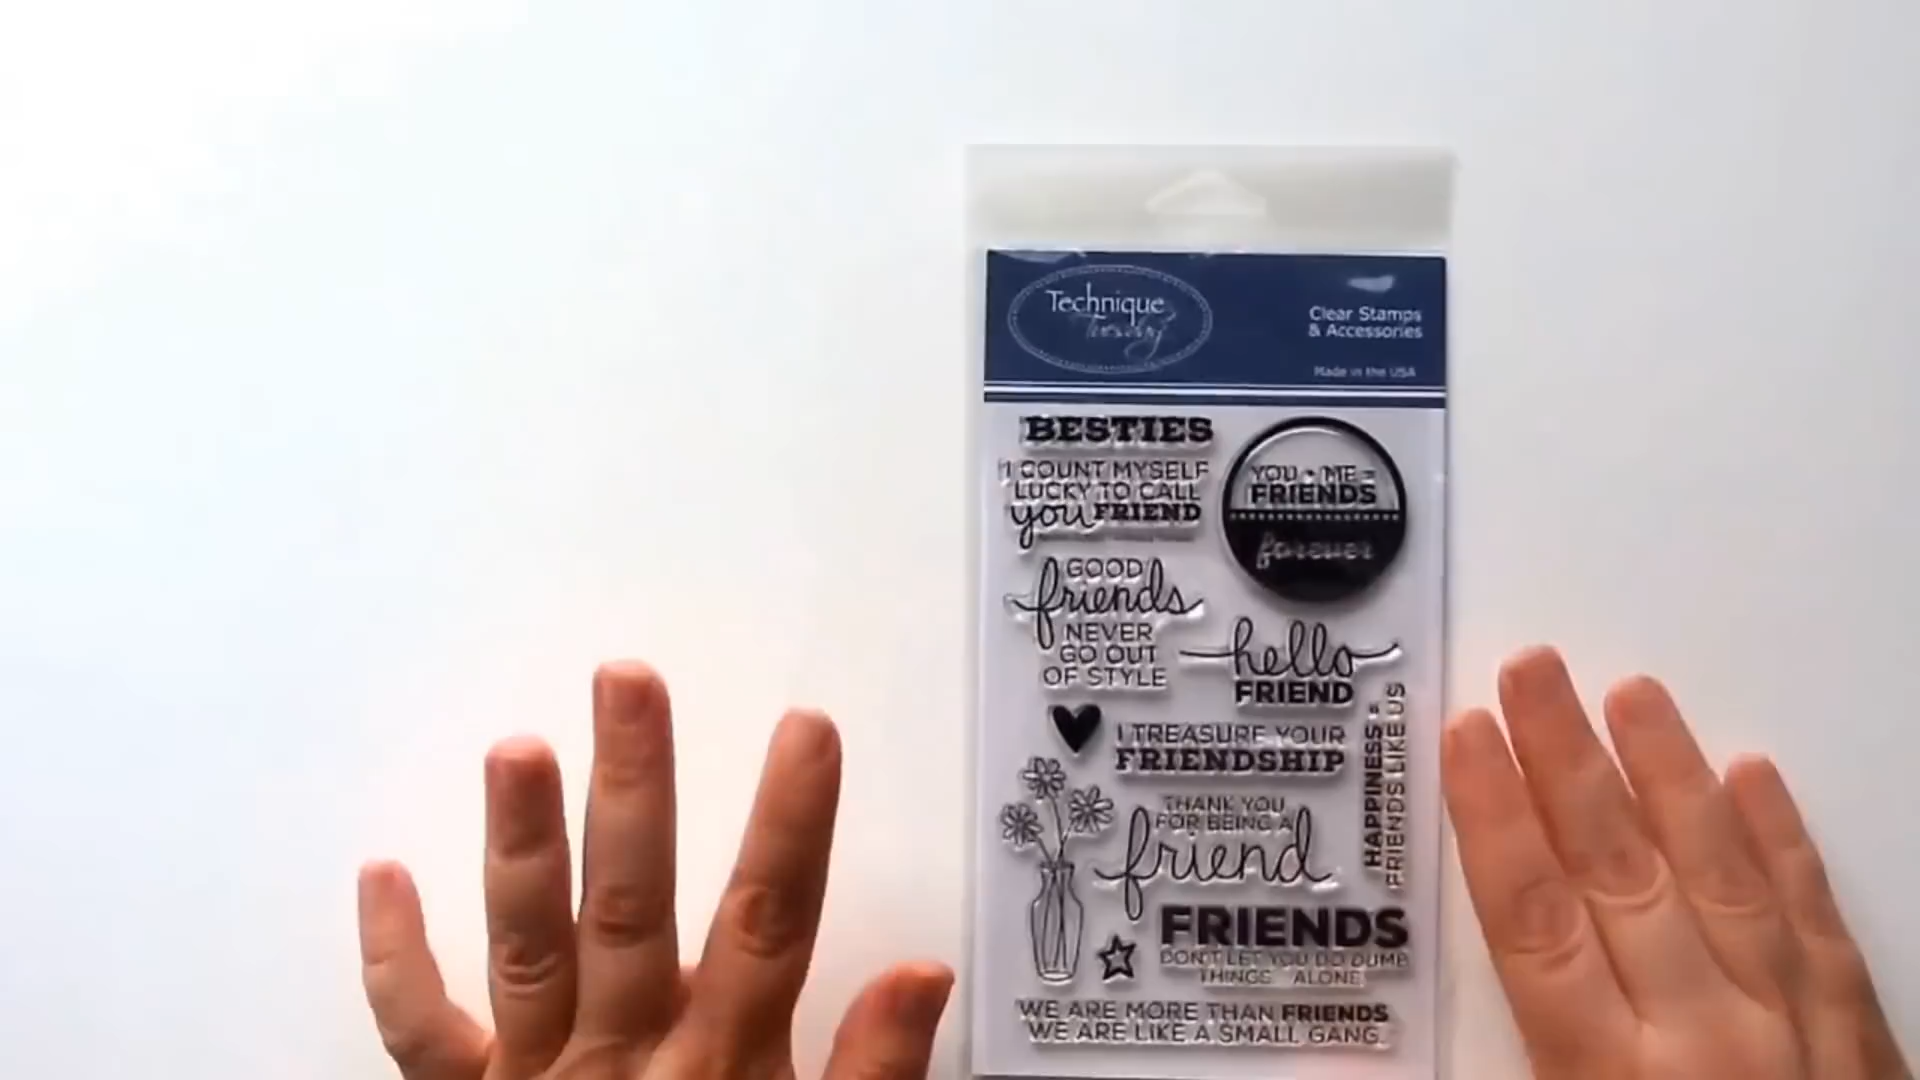 Technique
Tuesday
Clear Stamps
& Accessories
Made in the USA
BESTIES
I COUNT MYSELF
LUCKY TO CALL
you FRIEND
YOU + ME =
FRIENDS
forever
GOOD
friends
NEVER
GO OUT
OF STYLE
hello
FRIEND
I TREASURE YOUR
FRIENDSHIP
HAPPINESS =
FRIENDS LIKE US
THANK YOU
FOR BEING A
friend
FRIENDS
DON'T LET YOU DO DUMB
THINGS ALONE
WE ARE MORE THAN FRIENDS
WE ARE LIKE A SMALL GANG.